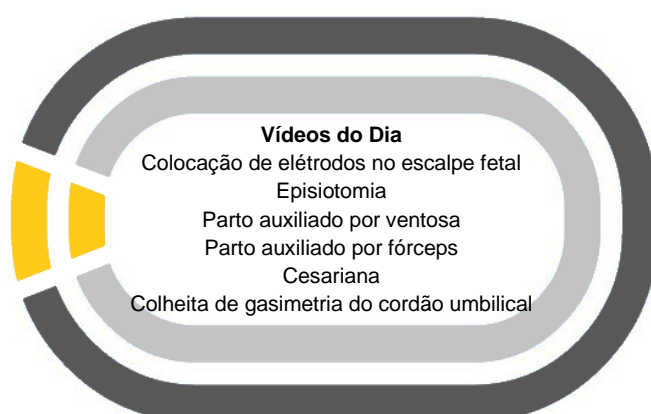 Vídeos do Dia
Colocação de elétrodos no escalpe fetal
Episiotomia
Parto auxiliado por ventosa
Parto auxiliado por fórceps
Cesariana
Colheita de gasimetria do cordão umbilical